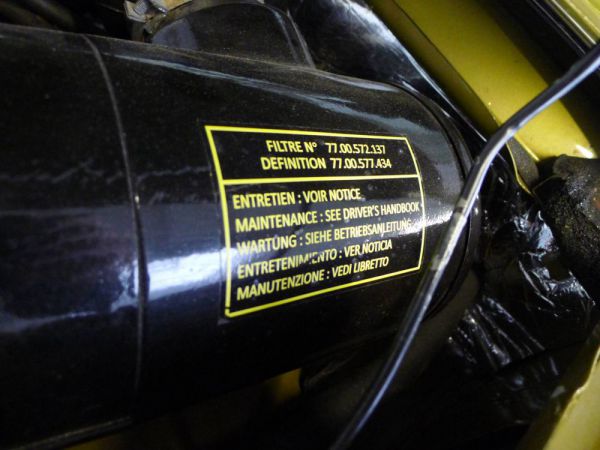 FILTRE N° 77.00.572.137
DEFINITION 77.00.577.434
ENTRETIEN : VOIR NOTICE
MAINTENANCE : SEE DRIVER'S HANDBOOK
WARTÜNG : SIEHE BETRIEBSANLEITUNG
ENTRETENIMIENTO : VER NOTICIA
MANUTENZIONE : VEDI LIBRETTO